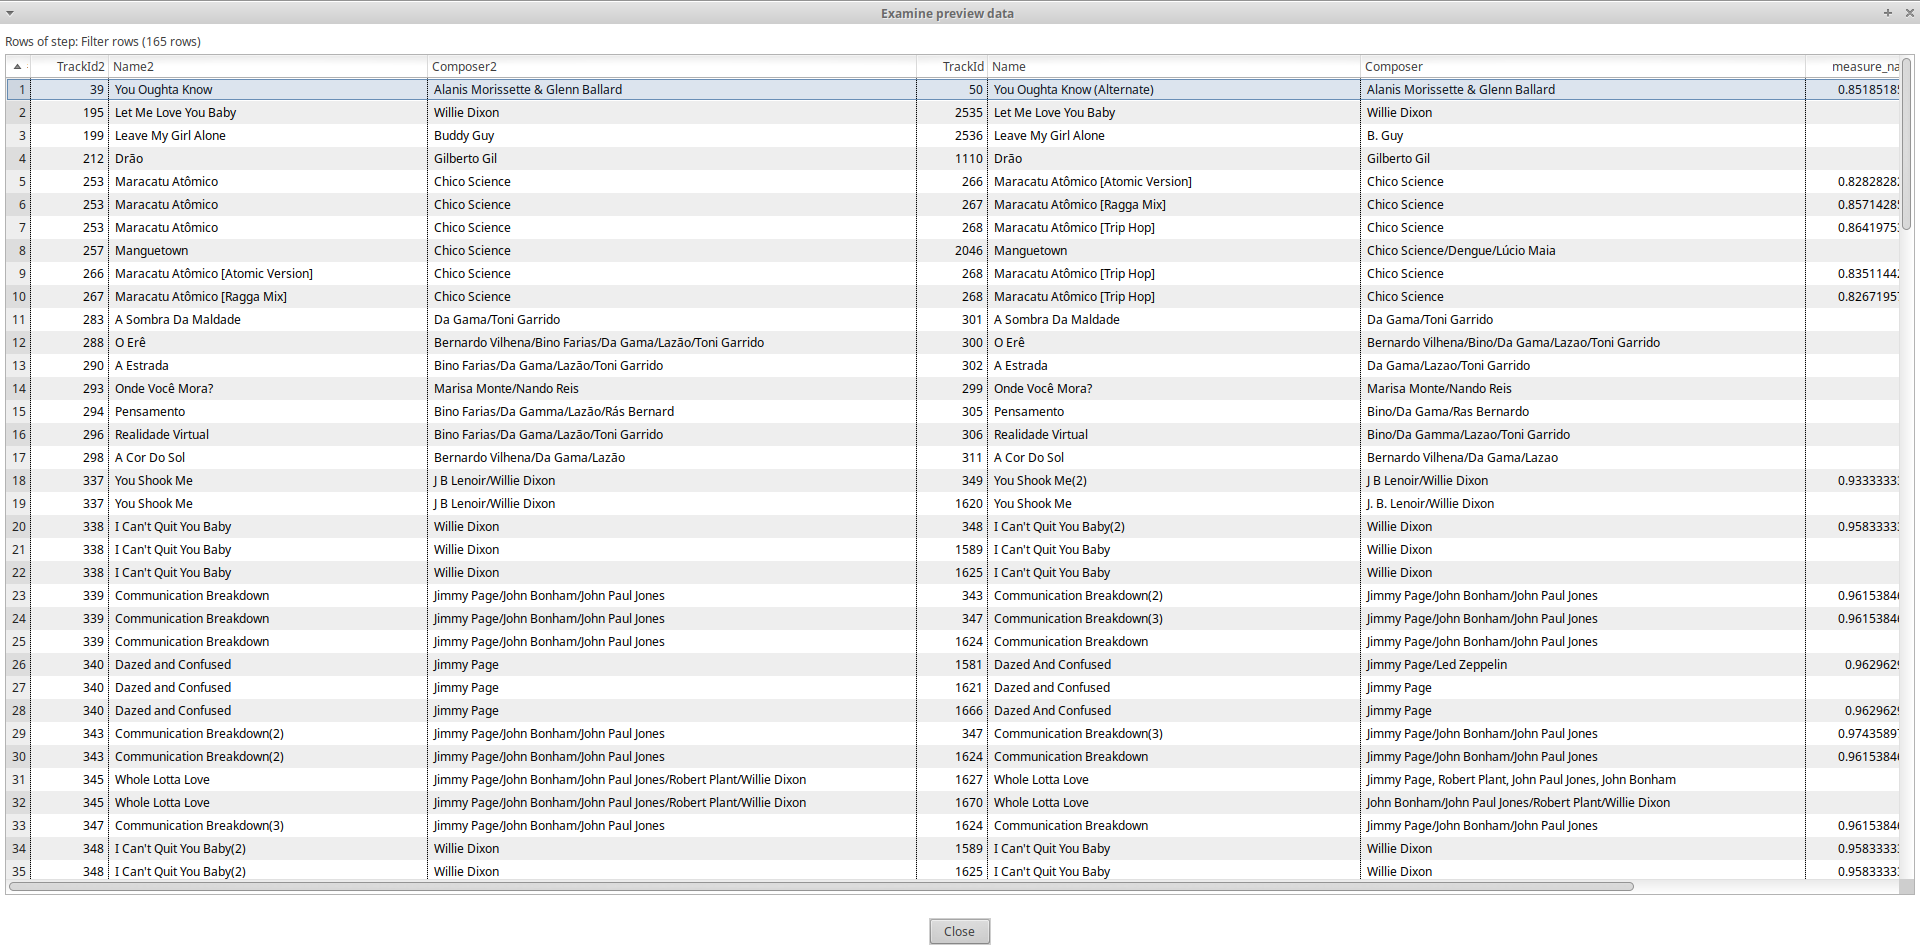 Examine preview data
Rows of step: Filter rows (165 rows)
TrackId2 Name2 Composer2 TrackId Name Composer measure_na
1 39 You Oughta Know Alanis Morissette & Glenn Ballard 50 You Oughta Know (Alternate) Alanis Morissette & Glenn Ballard 0.8518518
2 195 Let Me Love You Baby Willie Dixon 2535 Let Me Love You Baby Willie Dixon
3 199 Leave My Girl Alone Buddy Guy 2536 Leave My Girl Alone B. Guy
4 212 Drão Gilberto Gil 1110 Drão Gilberto Gil
5 253 Maracatu Atômico Chico Science 266 Maracatu Atômico [Atomic Version] Chico Science 0.8282828
6 253 Maracatu Atômico Chico Science 267 Maracatu Atômico [Ragga Mix] Chico Science 0.8571428
7 253 Maracatu Atômico Chico Science 268 Maracatu Atômico [Trip Hop] Chico Science 0.8641975
8 257 Manguetown Chico Science 2046 Manguetown Chico Science/Dengue/Lúcio Maia
9 266 Maracatu Atômico [Atomic Version] Chico Science 268 Maracatu Atômico [Trip Hop] Chico Science 0.8351144
10 267 Maracatu Atômico [Ragga Mix] Chico Science 268 Maracatu Atômico [Trip Hop] Chico Science 0.8267195
11 283 A Sombra Da Maldade Da Gama/Toni Garrido 301 A Sombra Da Maldade Da Gama/Toni Garrido
12 288 O Erê Bernardo Vilhena/Bino Farias/Da Gama/Lazão/Toni Garrido 300 O Erê Bernardo Vilhena/Bino/Da Gama/Lazao/Toni Garrido
13 290 A Estrada Bino Farias/Da Gama/Lazão/Toni Garrido 302 A Estrada Da Gama/Lazao/Toni Garrido
14 293 Onde Você Mora? Marisa Monte/Nando Reis 299 Onde Você Mora? Marisa Monte/Nando Reis
15 294 Pensamento Bino Farias/Da Gamma/Lazão/Rás Bernard 305 Pensamento Bino/Da Gama/Ras Bernardo
16 296 Realidade Virtual Bino Farias/Da Gama/Lazão/Toni Garrido 306 Realidade Virtual Bino/Da Gamma/Lazao/Toni Garrido
17 298 A Cor Do Sol Bernardo Vilhena/Da Gama/Lazão 311 A Cor Do Sol Bernardo Vilhena/Da Gama/Lazao
18 337 You Shook Me J B Lenoir/Willie Dixon 349 You Shook Me(2) J B Lenoir/Willie Dixon 0.9333333
19 337 You Shook Me J B Lenoir/Willie Dixon 1620 You Shook Me J. B. Lenoir/Willie Dixon
20 338 I Can't Quit You Baby Willie Dixon 348 I Can't Quit You Baby(2) Willie Dixon 0.9583333
21 338 I Can't Quit You Baby Willie Dixon 1589 I Can't Quit You Baby Willie Dixon
22 338 I Can't Quit You Baby Willie Dixon 1625 I Can't Quit You Baby Willie Dixon
23 339 Communication Breakdown Jimmy Page/John Bonham/John Paul Jones 343 Communication Breakdown(2) Jimmy Page/John Bonham/John Paul Jones 0.9615384
24 339 Communication Breakdown Jimmy Page/John Bonham/John Paul Jones 347 Communication Breakdown(3) Jimmy Page/John Bonham/John Paul Jones 0.9615384
25 339 Communication Breakdown Jimmy Page/John Bonham/John Paul Jones 1624 Communication Breakdown Jimmy Page/John Bonham/John Paul Jones
26 340 Dazed and Confused Jimmy Page 1581 Dazed And Confused Jimmy Page/Led Zeppelin 0.962962
27 340 Dazed and Confused Jimmy Page 1621 Dazed and Confused Jimmy Page
28 340 Dazed and Confused Jimmy Page 1666 Dazed And Confused Jimmy Page 0.962962
29 343 Communication Breakdown(2) Jimmy Page/John Bonham/John Paul Jones 347 Communication Breakdown(3) Jimmy Page/John Bonham/John Paul Jones 0.9743589
30 343 Communication Breakdown(2) Jimmy Page/John Bonham/John Paul Jones 1624 Communication Breakdown Jimmy Page/John Bonham/John Paul Jones 0.9615384
31 345 Whole Lotta Love Jimmy Page/John Bonham/John Paul Jones/Robert Plant/Willie Dixon 1627 Whole Lotta Love Jimmy Page, Robert Plant, John Paul Jones, John Bonham
32 345 Whole Lotta Love Jimmy Page/John Bonham/John Paul Jones/Robert Plant/Willie Dixon 1670 Whole Lotta Love John Bonham/John Paul Jones/Robert Plant/Willie Dixon
33 347 Communication Breakdown(3) Jimmy Page/John Bonham/John Paul Jones 1624 Communication Breakdown Jimmy Page/John Bonham/John Paul Jones 0.9615384
34 348 I Can't Quit You Baby(2) Willie Dixon 1589 I Can't Quit You Baby Willie Dixon 0.9583333
35 348 I Can't Quit You Baby(2) Willie Dixon 1625 I Can't Quit You Baby Willie Dixon 0.9583333
Close